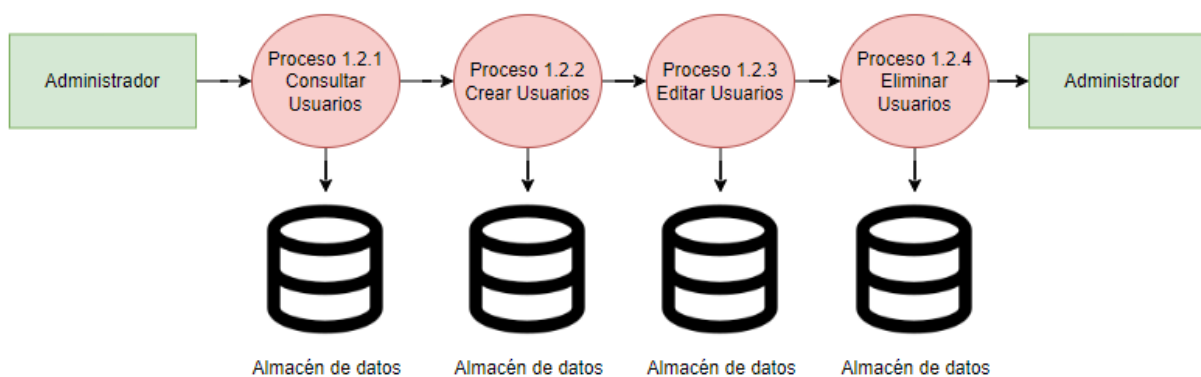 Administrador
Proceso 1.2.1
Consultar
Usuarios
Proceso 1.2.2
Crear Usuarios
Proceso 1.2.3
Editar Usuarios
Proceso 1.2.4
Eliminar
Usuarios
Administrador
Almacén de datos
Almacén de datos
Almacén de datos
Almacén de datos